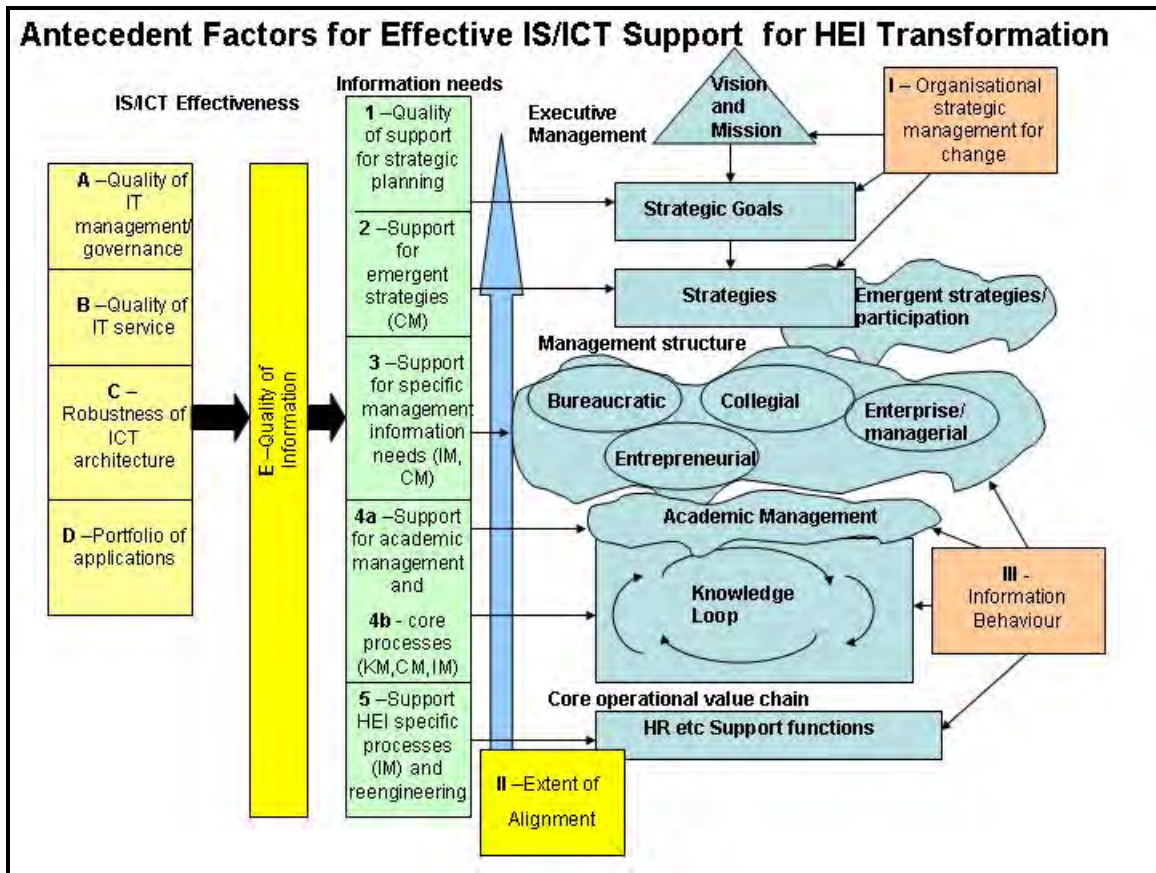 Antecedent Factors for Effective IS/ICT Support for HEI Transformation
IS/ICT Effectiveness
A –Quality of
IT
management/
governance
B –Quality of
IT service
C –
Robustness of
ICT
architecture
D –Portfolio of
applications
E –Quality of
Information
Information needs
1 –Quality
of support
for strategic
planning
2 –Support
for
emergent
strategies
(CM)
3 –Support
for specific
management
information
needs (IM,
CM)
4a –Support
for academic
management
and
4b - core
processes
(KM,CM,IM)
5 –Support
HEI specific
processes
(IM) and
reengineering
II –Extent of
Alignment
Executive
Management
Vision
and
Mission
Strategic Goals
Strategies
Emergent strategies/
participation
Management structure
Bureaucratic
Collegial
Enterprise/
managerial
Entrepreneurial
Academic Management
Knowledge
Loop
Core operational value chain
HR etc Support functions
I – Organisational
strategic
management for
change
III -
Information
Behaviour